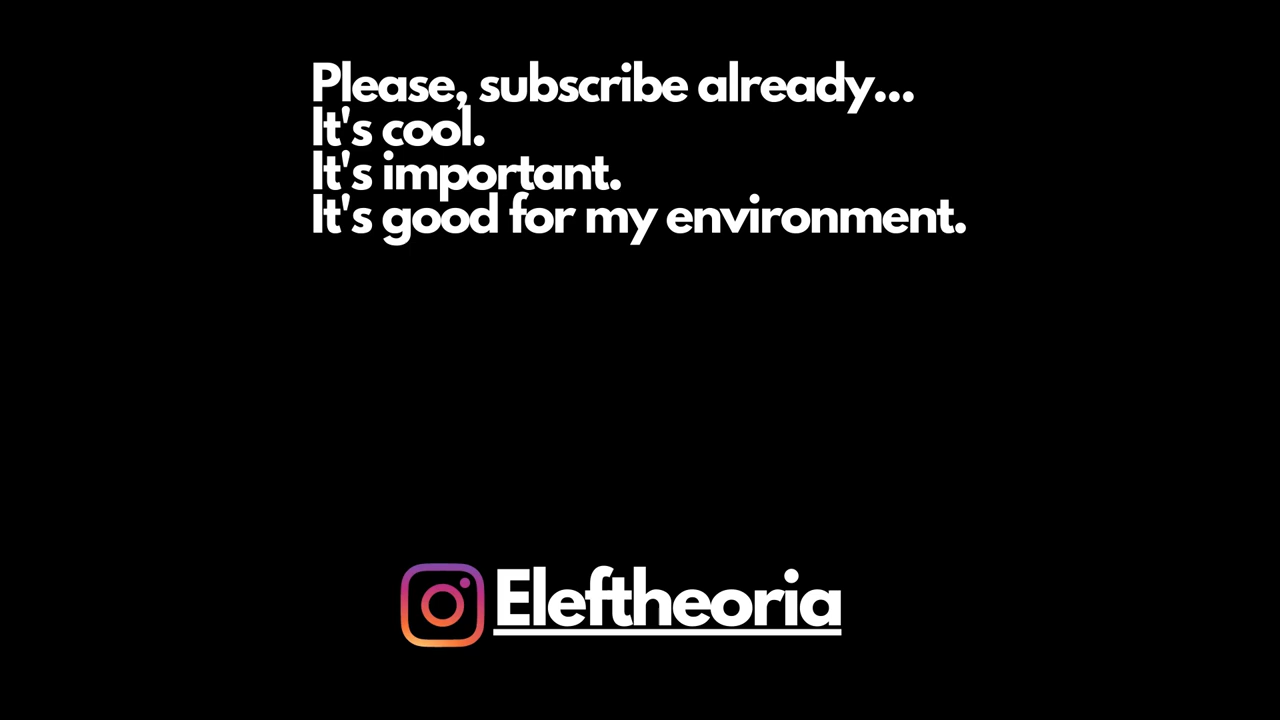 Please, subscribe already...
It's cool.
It's important.
It's good for my environment.
Eleftheoria